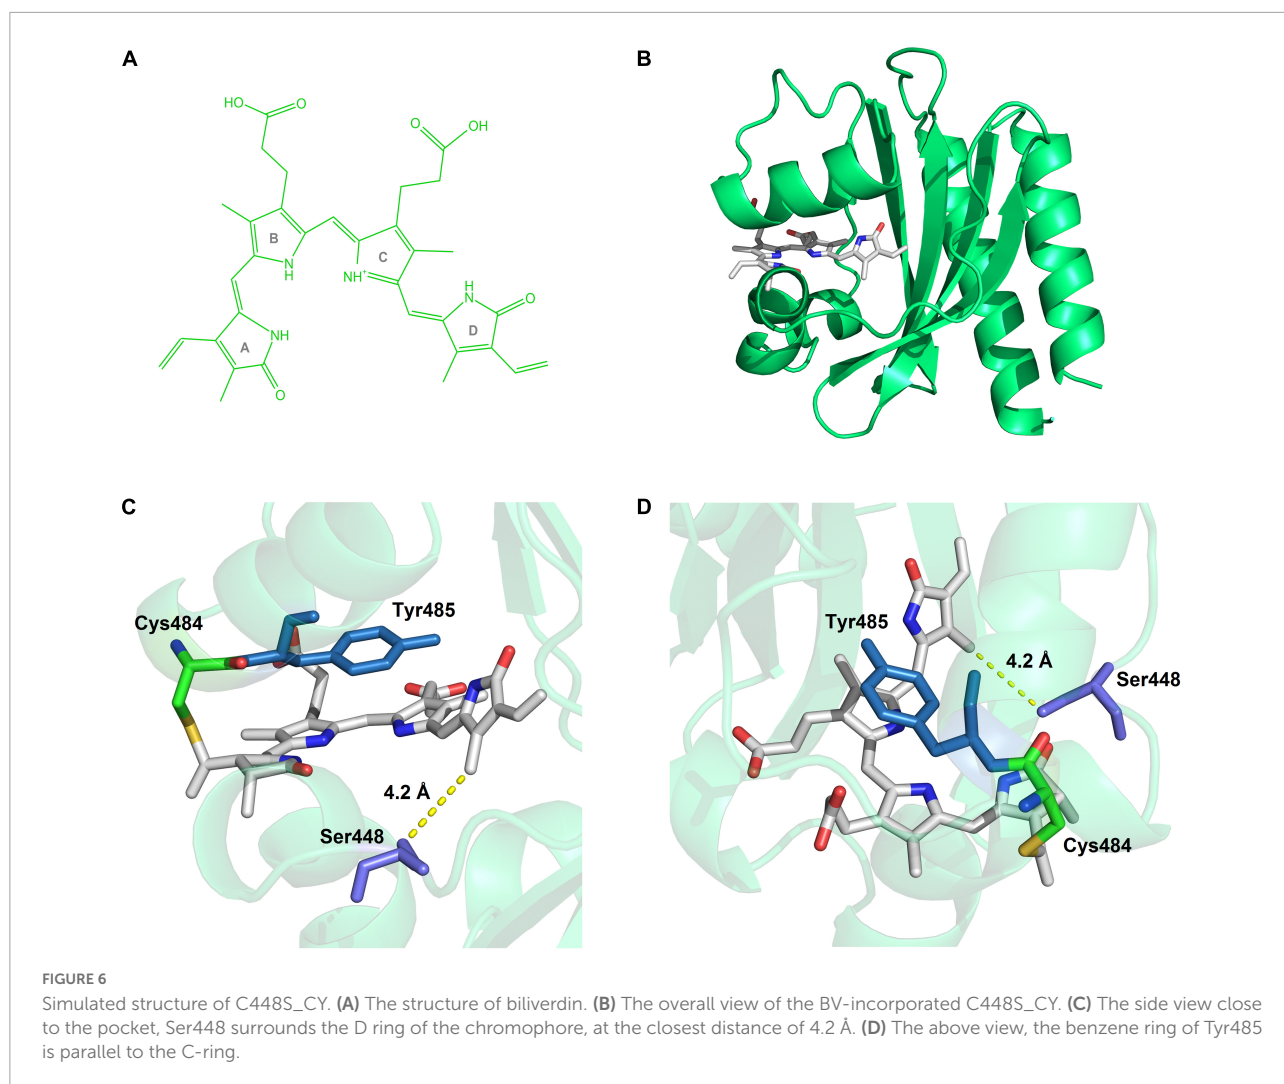 A
B
HO
O
O
OH
B
C
NH
NH⁺
H
N
O
D
A
NH
O
C
D
Cys484
Tyr485
4.2 Å
Ser448
Tyr485
4.2 Å
Ser448
Cys484
FIGURE 6
Simulated structure of C448S_CY. (A) The structure of biliverdin. (B) The overall view of the BV-incorporated C448S_CY. (C) The side view close
to the pocket, Ser448 surrounds the D ring of the chromophore, at the closest distance of 4.2 Å. (D) The above view, the benzene ring of Tyr485
is parallel to the C-ring.